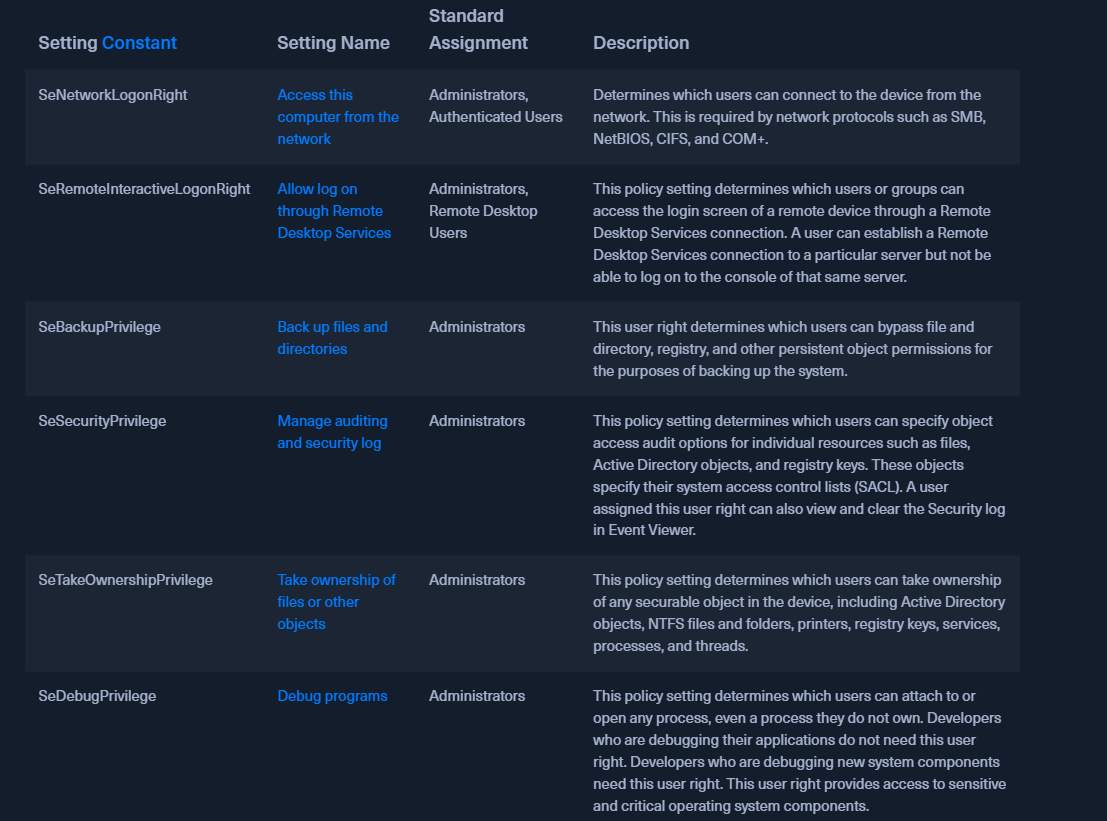 Setting Constant
Setting Name
Standard
Assignment
Description
SeNetworkLogonRight
Access this
computer from the
network
Administrators,
Authenticated Users
Determines which users can connect to the device from the
network. This is required by network protocols such as SMB,
NetBIOS, CIFS, and COM+.
SeRemoteInteractiveLogonRight
Allow log on
through Remote
Desktop Services
Administrators,
Remote Desktop
Users
This policy setting determines which users or groups can
access the login screen of a remote device through a Remote
Desktop Services connection. A user can establish a Remote
Desktop Services connection to a particular server but not be
able to log on to the console of that same server.
SeBackupPrivilege
Back up files and
directories
Administrators
This user right determines which users can bypass file and
directory, registry, and other persistent object permissions for
the purposes of backing up the system.
SeSecurityPrivilege
Manage auditing
and security log
Administrators
This policy setting determines which users can specify object
access audit options for individual resources such as files,
Active Directory objects, and registry keys. These objects
specify their system access control lists (SACL). A user
assigned this user right can also view and clear the Security log
in Event Viewer.
SeTakeOwnershipPrivilege
Take ownership of
files or other
objects
Administrators
This policy setting determines which users can take ownership
of any securable object in the device, including Active Directory
objects, NTFS files and folders, printers, registry keys, services,
processes, and threads.
SeDebugPrivilege
Debug programs
Administrators
This policy setting determines which users can attach to or
open any process, even a process they do not own. Developers
who are debugging their applications do not need this user
right. Developers who are debugging new system components
need this user right. This user right provides access to sensitive
and critical operating system components.